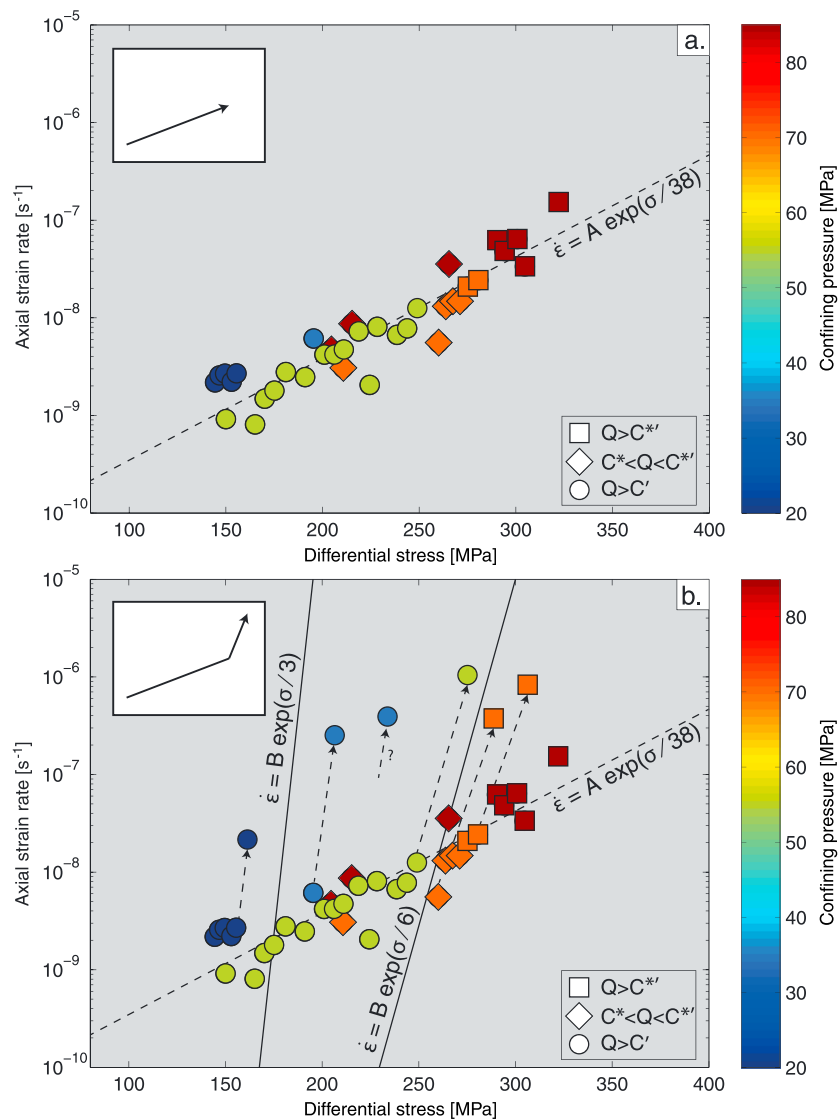 a.
10⁻⁵
10⁻⁶
10⁻⁷
10⁻⁸
10⁻⁹
10⁻¹⁰
Axial strain rate [s⁻¹]
ε̇ = A exp(σ/38)
Q>C*′
C*<Q<C*′
Q>C′
100 150 200 250 300 350 400
Differential stress [MPa]
80
70
60
50
40
30
20
Confining pressure [MPa]
b.
10⁻⁵
10⁻⁶
10⁻⁷
10⁻⁸
10⁻⁹
10⁻¹⁰
Axial strain rate [s⁻¹]
ε̇ = B exp(σ/3)
?
ε̇ = B exp(σ/6)
ε̇ = A exp(σ/38)
Q>C*′
C*<Q<C*′
Q>C′
100 150 200 250 300 350 400
Differential stress [MPa]
80
70
60
50
40
30
20
Confining pressure [MPa]